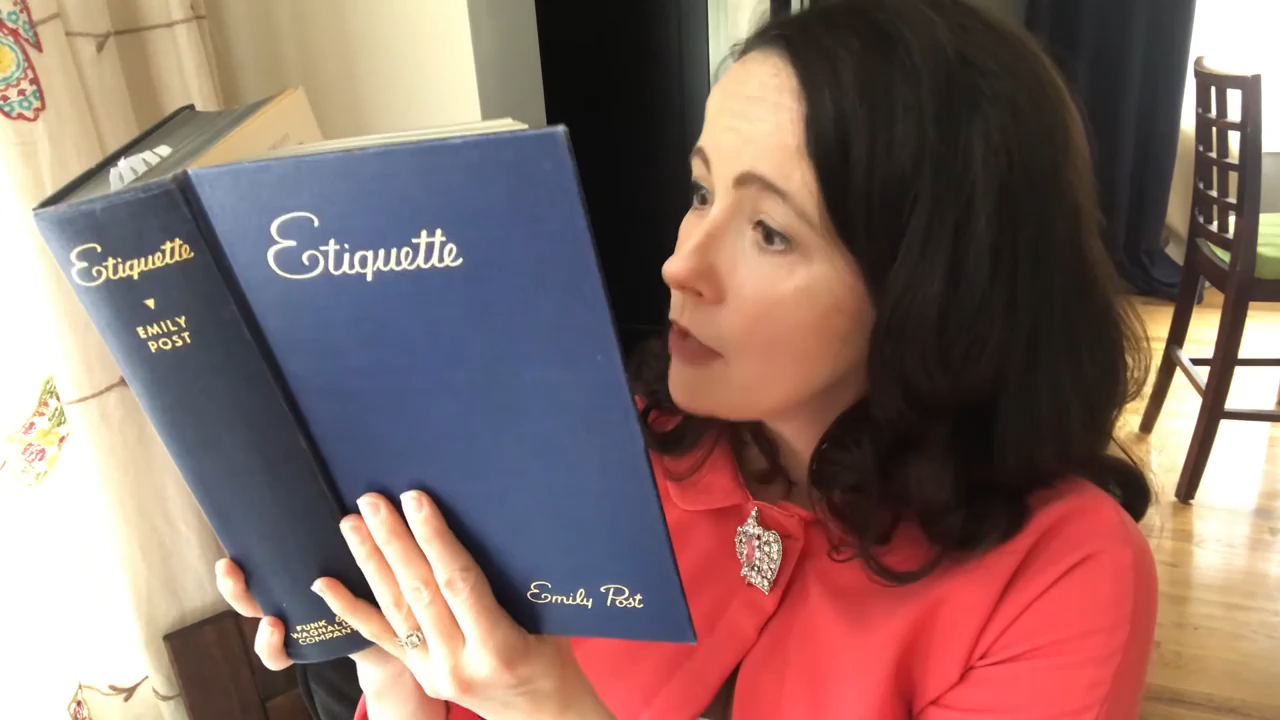 Etiquette
EMILY
POST
FUNK &
WAGNALLS
COMPANY
Etiquette
Emily Post